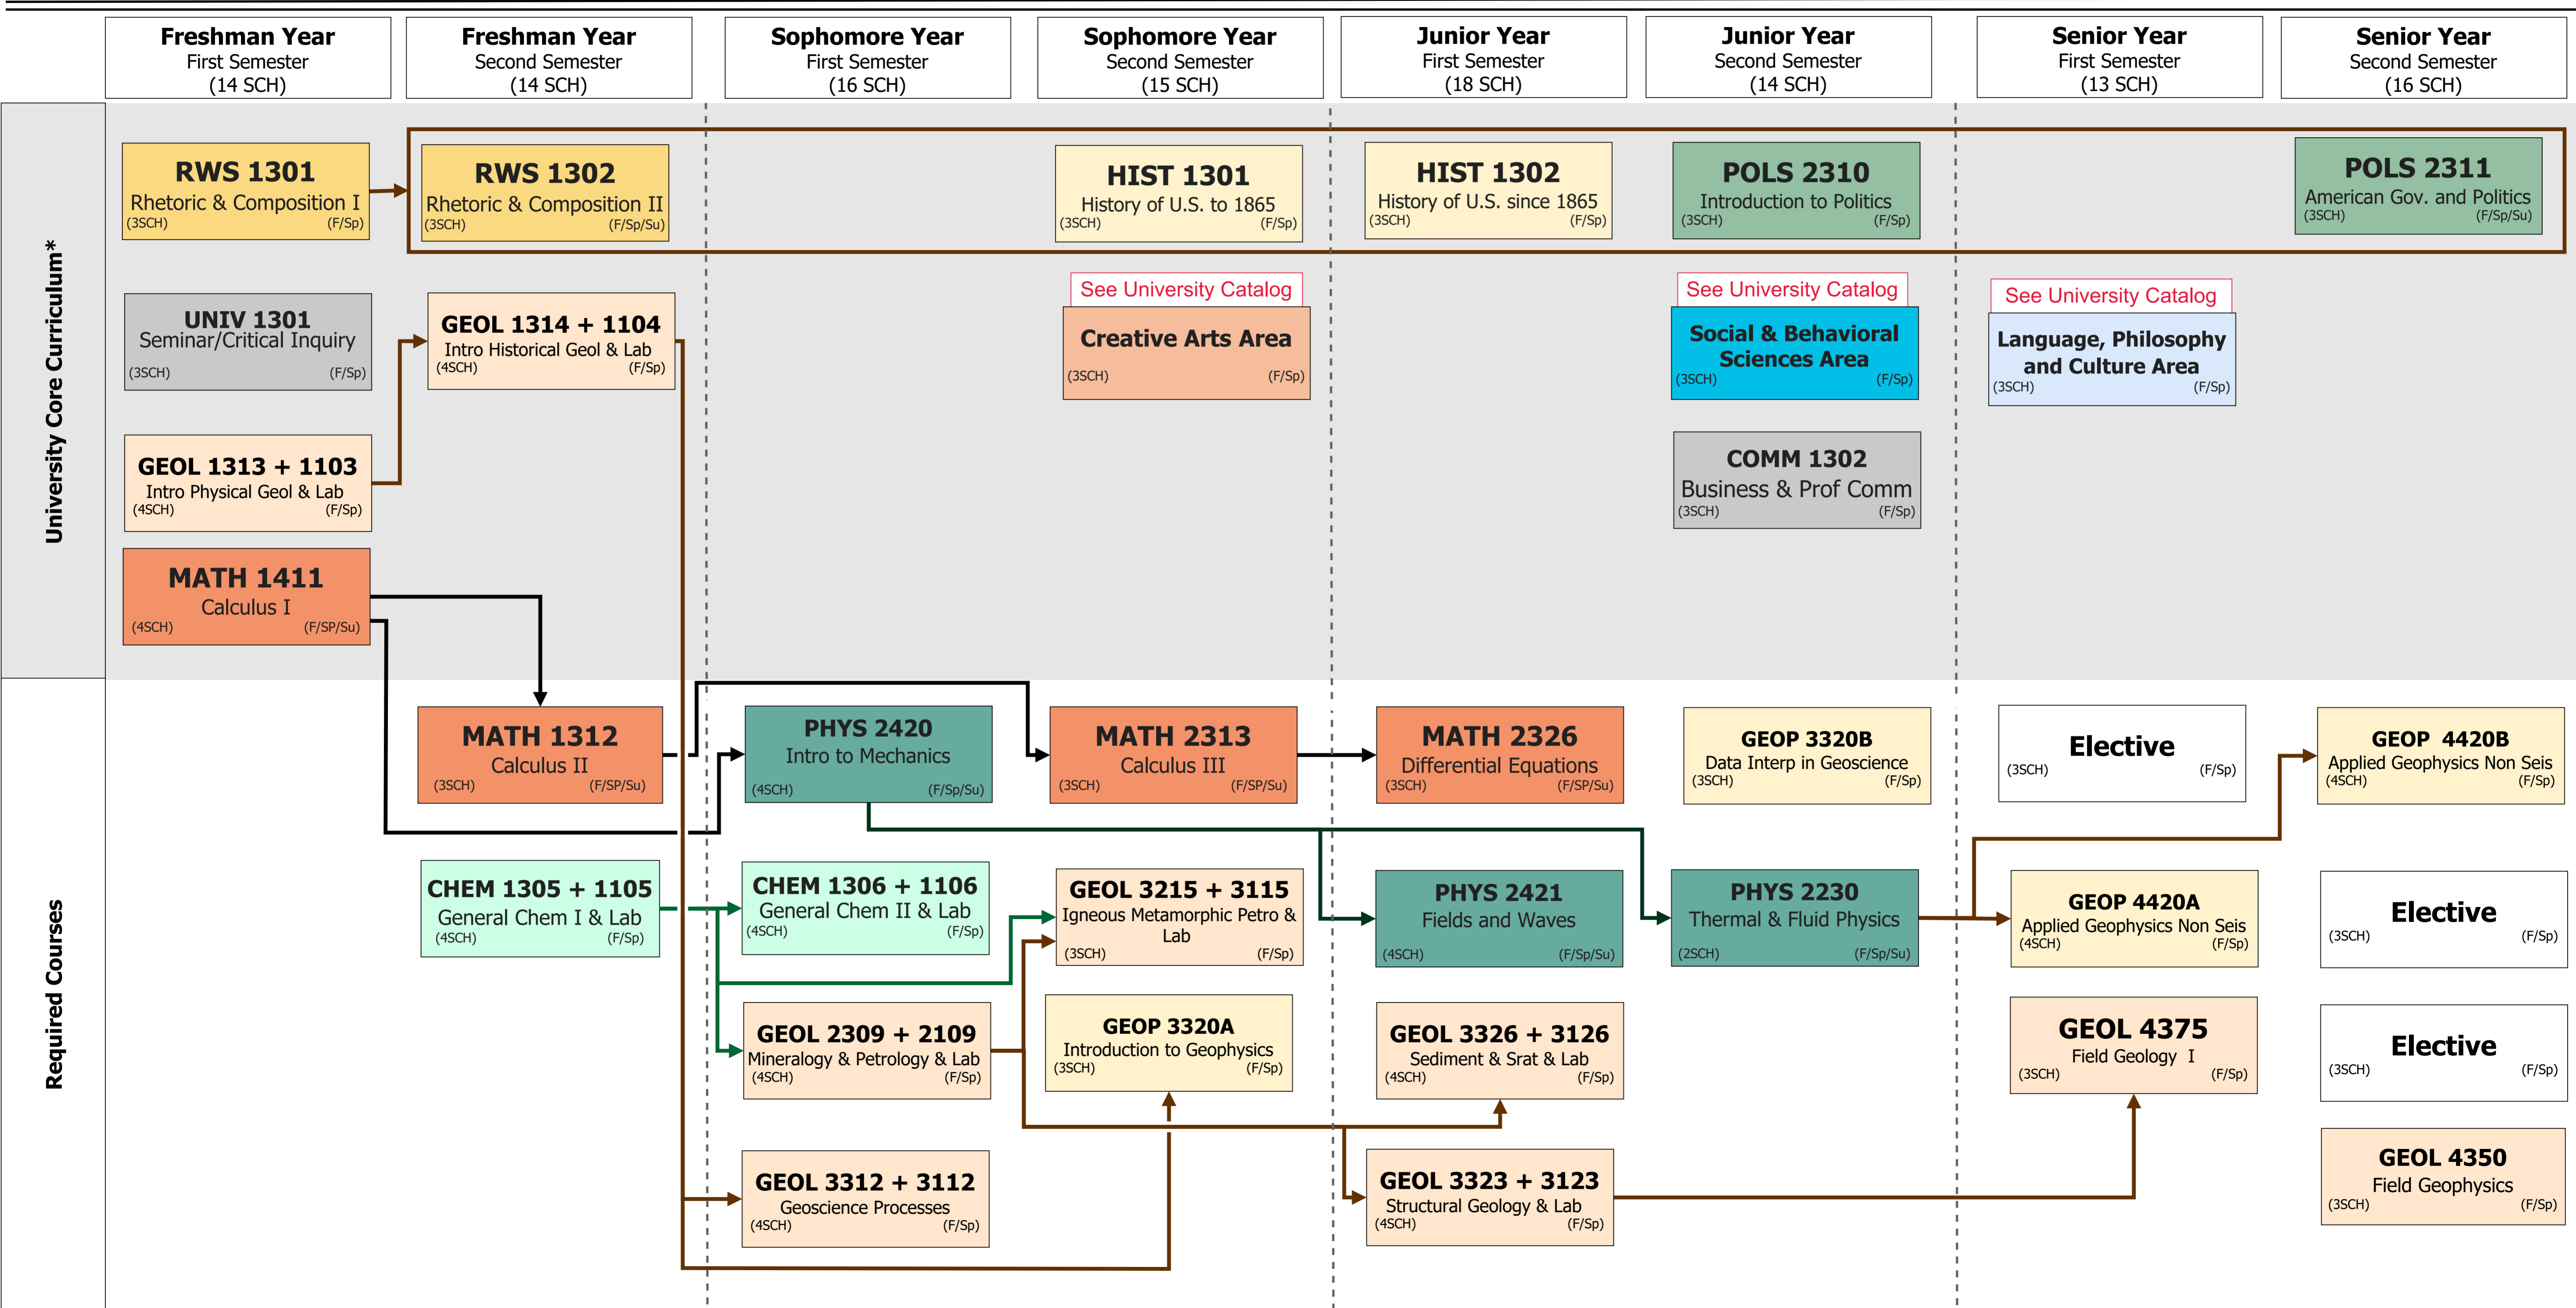 Freshman Year
First Semester
(14 SCH)
Freshman Year
Second Semester
(14 SCH)
Sophomore Year
First Semester
(16 SCH)
Sophomore Year
Second Semester
(15 SCH)
Junior Year
First Semester
(18 SCH)
Junior Year
Second Semester
(14 SCH)
Senior Year
First Semester
(13 SCH)
Senior Year
Second Semester
(16 SCH)
University Core Curriculum*
RWS 1301
Rhetoric & Composition I
(3SCH) (F/Sp)
RWS 1302
Rhetoric & Composition II
(3SCH) (F/Sp/Su)
HIST 1301
History of U.S. to 1865
(3SCH) (F/Sp)
HIST 1302
History of U.S. since 1865
(3SCH) (F/Sp)
POLS 2310
Introduction to Politics
(3SCH) (F/Sp)
POLS 2311
American Gov. and Politics
(3SCH) (F/Sp/Su)
UNIV 1301
Seminar/Critical Inquiry
(3SCH) (F/Sp)
GEOL 1314 + 1104
Intro Historical Geol & Lab
(4SCH) (F/Sp)
See University Catalog
Creative Arts Area
(3SCH) (F/Sp)
See University Catalog
Social & Behavioral
Sciences Area
(3SCH) (F/Sp)
See University Catalog
Language, Philosophy
and Culture Area
(3SCH) (F/Sp)
GEOL 1313 + 1103
Intro Physical Geol & Lab
(4SCH) (F/Sp)
COMM 1302
Business & Prof Comm
(3SCH) (F/Sp)
MATH 1411
Calculus I
(4SCH) (F/SP/Su)
Required Courses
MATH 1312
Calculus II
(3SCH) (F/SP/Su)
PHYS 2420
Intro to Mechanics
(4SCH) (F/Sp/Su)
MATH 2313
Calculus III
(3SCH) (F/SP/Su)
MATH 2326
Differential Equations
(3SCH) (F/SP/Su)
GEOP 3320B
Data Interp in Geoscience
(3SCH) (F/Sp)
Elective
(3SCH) (F/Sp)
GEOP 4420B
Applied Geophysics Non Seis
(4SCH) (F/Sp)
CHEM 1305 + 1105
General Chem I & Lab
(4SCH) (F/Sp)
CHEM 1306 + 1106
General Chem II & Lab
(4SCH) (F/Sp)
GEOL 3215 + 3115
Igneous Metamorphic Petro &
Lab
(3SCH) (F/Sp)
PHYS 2421
Fields and Waves
(4SCH) (F/Sp/Su)
PHYS 2230
Thermal & Fluid Physics
(2SCH) (F/Sp/Su)
GEOP 4420A
Applied Geophysics Non Seis
(4SCH) (F/Sp)
Elective
(3SCH) (F/Sp)
GEOL 2309 + 2109
Mineralogy & Petrology & Lab
(4SCH) (F/Sp)
GEOP 3320A
Introduction to Geophysics
(3SCH) (F/Sp)
GEOL 3326 + 3126
Sediment & Srat & Lab
(4SCH) (F/Sp)
GEOL 4375
Field Geology I
(3SCH) (F/Sp)
Elective
(3SCH) (F/Sp)
GEOL 3312 + 3112
Geoscience Processes
(4SCH) (F/Sp)
GEOL 3323 + 3123
Structural Geology & Lab
(4SCH) (F/Sp)
GEOL 4350
Field Geophysics
(3SCH) (F/Sp)